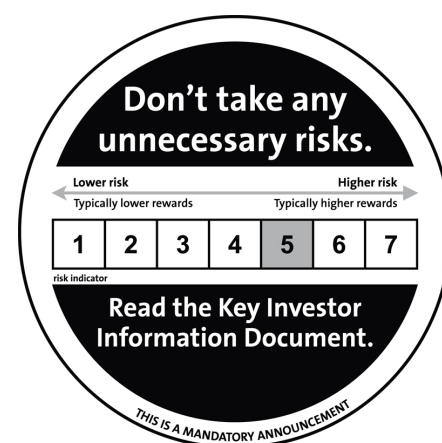 Don’t take any
unnecessary risks.
Lower risk Higher risk
Typically lower rewards Typically higher rewards
1 2 3 4 5 6 7
risk indicator
Read the Key Investor
Information Document.
THIS IS A MANDATORY ANNOUNCEMENT